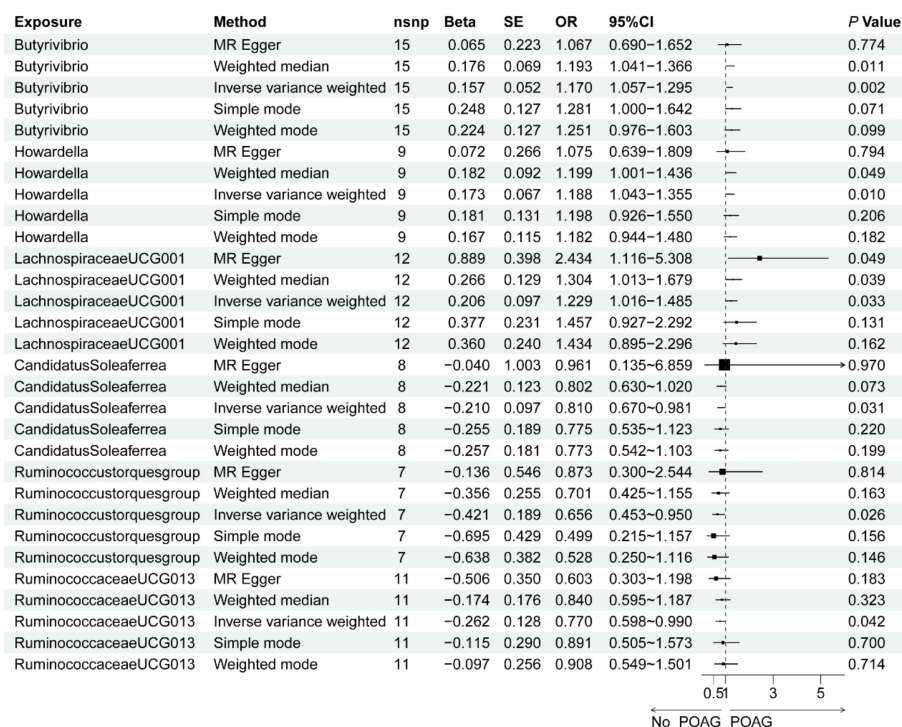 Exposure Method nsnp Beta SE OR 95%CI P Value
Butyrivibrio MR Egger 15 0.065 0.223 1.067 0.690−1.652 0.774
Butyrivibrio Weighted median 15 0.176 0.069 1.193 1.041−1.366 0.011
Butyrivibrio Inverse variance weighted 15 0.157 0.052 1.170 1.057−1.295 0.002
Butyrivibrio Simple mode 15 0.248 0.127 1.281 1.000−1.642 0.071
Butyrivibrio Weighted mode 15 0.224 0.127 1.251 0.976−1.603 0.099
Howardella MR Egger 9 0.072 0.266 1.075 0.639−1.809 0.794
Howardella Weighted median 9 0.182 0.092 1.199 1.001−1.436 0.049
Howardella Inverse variance weighted 9 0.173 0.067 1.188 1.043−1.355 0.010
Howardella Simple mode 9 0.181 0.131 1.198 0.926−1.550 0.206
Howardella Weighted mode 9 0.167 0.115 1.182 0.944−1.480 0.182
LachnospiraceaeUCG001 MR Egger 12 0.889 0.398 2.434 1.116−5.308 0.049
LachnospiraceaeUCG001 Weighted median 12 0.266 0.129 1.304 1.013−1.679 0.039
LachnospiraceaeUCG001 Inverse variance weighted 12 0.206 0.097 1.229 1.016−1.485 0.033
LachnospiraceaeUCG001 Simple mode 12 0.377 0.231 1.457 0.927−2.292 0.131
LachnospiraceaeUCG001 Weighted mode 12 0.360 0.240 1.434 0.895−2.296 0.162
CandidatusSoleaferrea MR Egger 8 −0.040 1.003 0.961 0.135~6.859 0.970
CandidatusSoleaferrea Weighted median 8 −0.221 0.123 0.802 0.630~1.020 0.073
CandidatusSoleaferrea Inverse variance weighted 8 −0.210 0.097 0.810 0.670~0.981 0.031
CandidatusSoleaferrea Simple mode 8 −0.255 0.189 0.775 0.535~1.123 0.220
CandidatusSoleaferrea Weighted mode 8 −0.257 0.181 0.773 0.542~1.103 0.199
Ruminococcustorquesgroup MR Egger 7 −0.136 0.546 0.873 0.300~2.544 0.814
Ruminococcustorquesgroup Weighted median 7 −0.356 0.255 0.701 0.425~1.155 0.163
Ruminococcustorquesgroup Inverse variance weighted 7 −0.421 0.189 0.656 0.453~0.950 0.026
Ruminococcustorquesgroup Simple mode 7 −0.695 0.429 0.499 0.215~1.157 0.156
Ruminococcustorquesgroup Weighted mode 7 −0.638 0.382 0.528 0.250~1.116 0.146
RuminococcaceaeUCG013 MR Egger 11 −0.506 0.350 0.603 0.303~1.198 0.183
RuminococcaceaeUCG013 Weighted median 11 −0.174 0.176 0.840 0.595~1.187 0.323
RuminococcaceaeUCG013 Inverse variance weighted 11 −0.262 0.128 0.770 0.598~0.990 0.042
RuminococcaceaeUCG013 Simple mode 11 −0.115 0.290 0.891 0.505~1.573 0.700
RuminococcaceaeUCG013 Weighted mode 11 −0.097 0.256 0.908 0.549~1.501 0.714
0.5 1 3 5
No POAG POAG